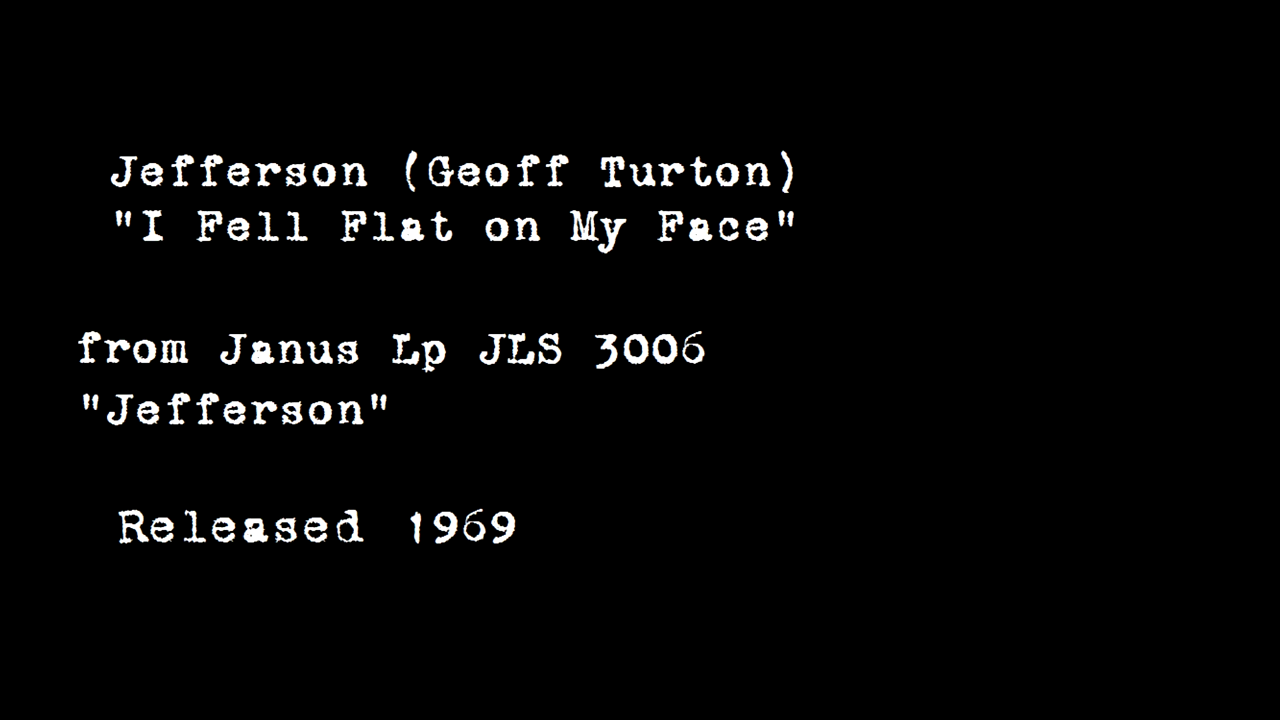 Jefferson (Geoff Turton)
"I Fell Flat on My Face"
from Janus Lp JLS 3006
"Jefferson"
Released 1969